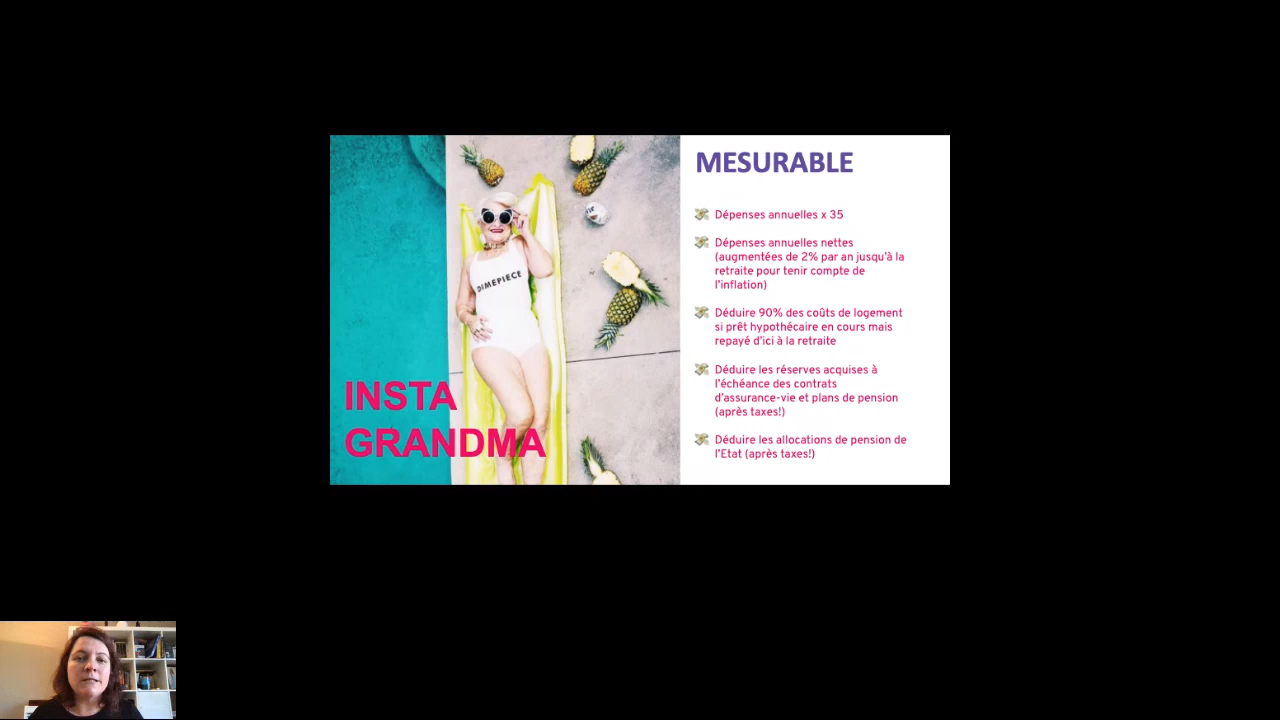 MESURABLE
Dépenses annuelles x 35
Dépenses annuelles nettes
(augmentées de 2% par an jusqu'à la
retraite pour tenir compte de
l'inflation)
Déduire 90% des coûts de logement
si prêt hypothécaire en cours mais
repayé d'ici à la retraite
Déduire les réserves acquises à
l'échéance des contrats
d'assurance-vie et plans de pension
(après taxes!)
Déduire les allocations de pension de
l'Etat (après taxes!)
DIMEPIECE
INSTA
GRANDMA